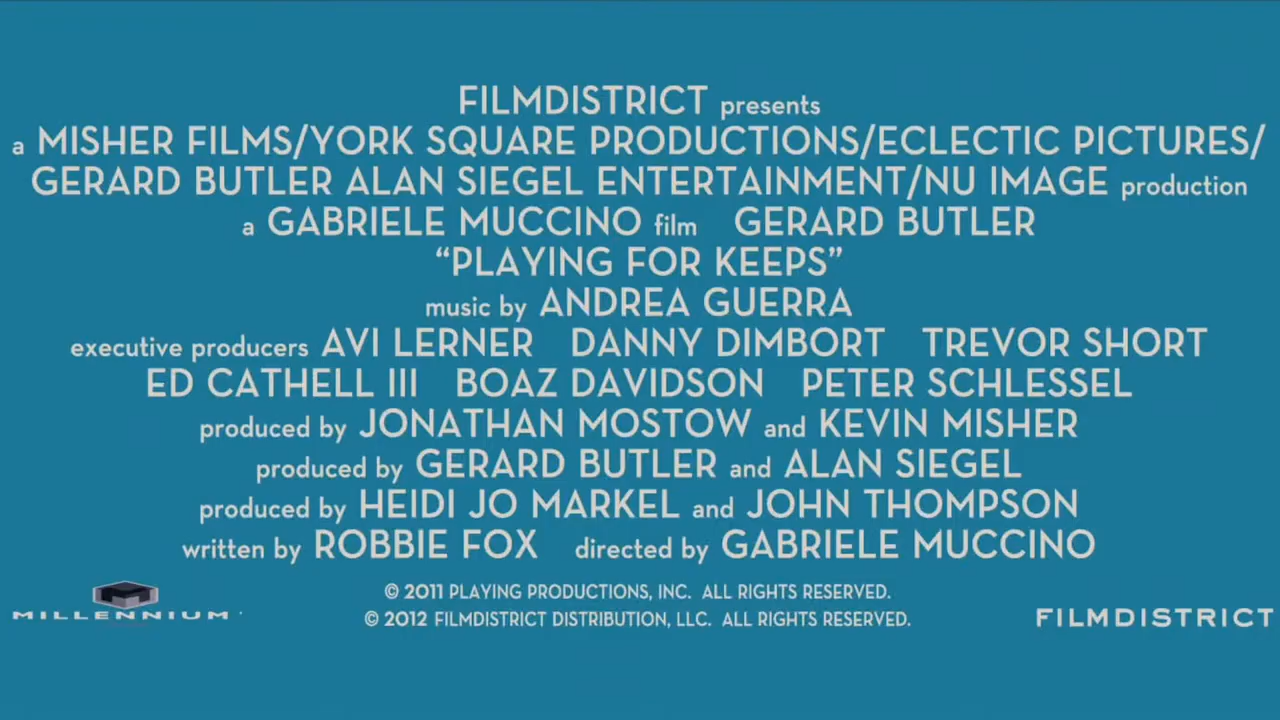 FILMDISTRICT presents
a MISHER FILMS/YORK SQUARE PRODUCTIONS/ECLECTIC PICTURES/
GERARD BUTLER ALAN SIEGEL ENTERTAINMENT/NU IMAGE production
a GABRIELE MUCCINO film GERARD BUTLER
“PLAYING FOR KEEPS”
music by ANDREA GUERRA
executive producers AVI LERNER DANNY DIMBORT TREVOR SHORT
ED CATHELL III BOAZ DAVIDSON PETER SCHLESSEL
produced by JONATHAN MOSTOW and KEVIN MISHER
produced by GERARD BUTLER and ALAN SIEGEL
produced by HEIDI JO MARKEL and JOHN THOMPSON
written by ROBBIE FOX directed by GABRIELE MUCCINO
© 2011 PLAYING PRODUCTIONS, INC. ALL RIGHTS RESERVED.
© 2012 FILMDISTRICT DISTRIBUTION, LLC. ALL RIGHTS RESERVED.
MILLENNIUM
FILMDISTRICT